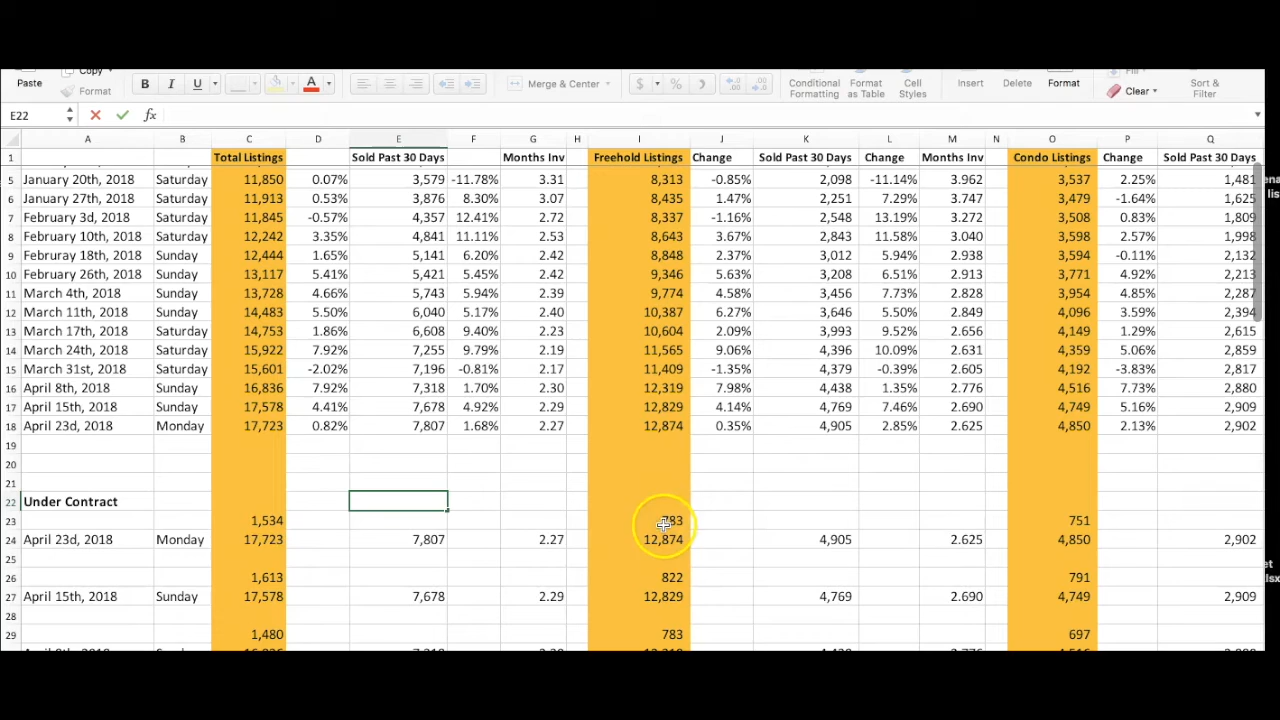 Copy
Paste
Format
B I U A
Merge & Center
$ % )
Conditional Formatting
Format as Table
Cell Styles
Insert Delete Format
Clear
Sort & Filter
E22 fx
A B C D E F G H I J K L M N O P Q
1 Total Listings Sold Past 30 Days Months Inv Freehold Listings Change Sold Past 30 Days Change Months Inv Condo Listings Change Sold Past 30 Days
5 January 20th, 2018 Saturday 11,850 0.07% 3,579 -11.78% 3.31 8,313 -0.85% 2,098 -11.14% 3.962 3,537 2.25% 1,481
6 January 27th, 2018 Saturday 11,913 0.53% 3,876 8.30% 3.07 8,435 1.47% 2,251 7.29% 3.747 3,479 -1.64% 1,625
7 February 3d, 2018 Saturday 11,845 -0.57% 4,357 12.41% 2.72 8,337 -1.16% 2,548 13.19% 3.272 3,508 0.83% 1,809
8 February 10th, 2018 Saturday 12,242 3.35% 4,841 11.11% 2.53 8,643 3.67% 2,843 11.58% 3.040 3,598 2.57% 1,998
9 Februray 18th, 2018 Sunday 12,444 1.65% 5,141 6.20% 2.42 8,848 2.37% 3,012 5.94% 2.938 3,594 -0.11% 2,132
10 February 26th, 2018 Sunday 13,117 5.41% 5,421 5.45% 2.42 9,346 5.63% 3,208 6.51% 2.913 3,771 4.92% 2,213
11 March 4th, 2018 Sunday 13,728 4.66% 5,743 5.94% 2.39 9,774 4.58% 3,456 7.73% 2.828 3,954 4.85% 2,287
12 March 11th, 2018 Sunday 14,483 5.50% 6,040 5.17% 2.40 10,387 6.27% 3,646 5.50% 2.849 4,096 3.59% 2,394
13 March 17th, 2018 Saturday 14,753 1.86% 6,608 9.40% 2.23 10,604 2.09% 3,993 9.52% 2.656 4,149 1.29% 2,615
14 March 24th, 2018 Saturday 15,922 7.92% 7,255 9.79% 2.19 11,565 9.06% 4,396 10.09% 2.631 4,359 5.06% 2,859
15 March 31st, 2018 Saturday 15,601 -2.02% 7,196 -0.81% 2.17 11,409 -1.35% 4,379 -0.39% 2.605 4,192 -3.83% 2,817
16 April 8th, 2018 Sunday 16,836 7.92% 7,318 1.70% 2.30 12,319 7.98% 4,438 1.35% 2.776 4,516 7.73% 2,880
17 April 15th, 2018 Sunday 17,578 4.41% 7,678 4.92% 2.29 12,829 4.14% 4,769 7.46% 2.690 4,749 5.16% 2,909
18 April 23d, 2018 Monday 17,723 0.82% 7,807 1.68% 2.27 12,874 0.35% 4,905 2.85% 2.625 4,850 2.13% 2,902
19
20
21
22 Under Contract
23 1,534 783 751
24 April 23d, 2018 Monday 17,723 7,807 2.27 12,874 4,905 2.625 4,850 2,902
25
26 1,613 822 791
27 April 15th, 2018 Sunday 17,578 7,678 2.29 12,829 4,769 2.690 4,749 2,909
28
29 1,480 783 697